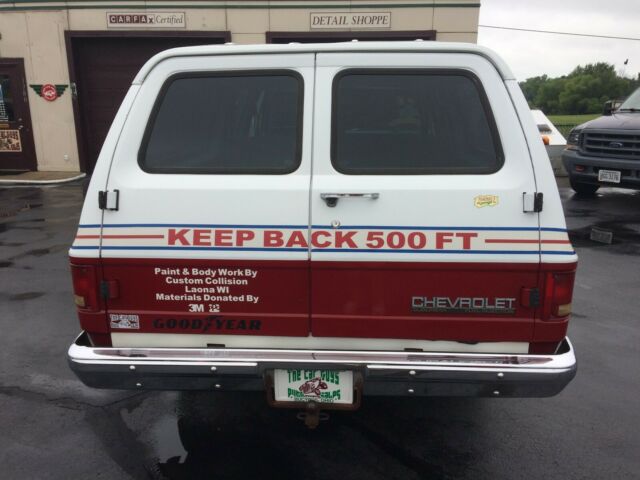 CARFAX Certified
DETAIL SHOPPE
KEEP BACK 500 FT
Paint & Body Work By
Custom Collision
Laona WI
Materials Donated By
3M PPG
GOODYEAR
CHEVROLET
The Car Guys